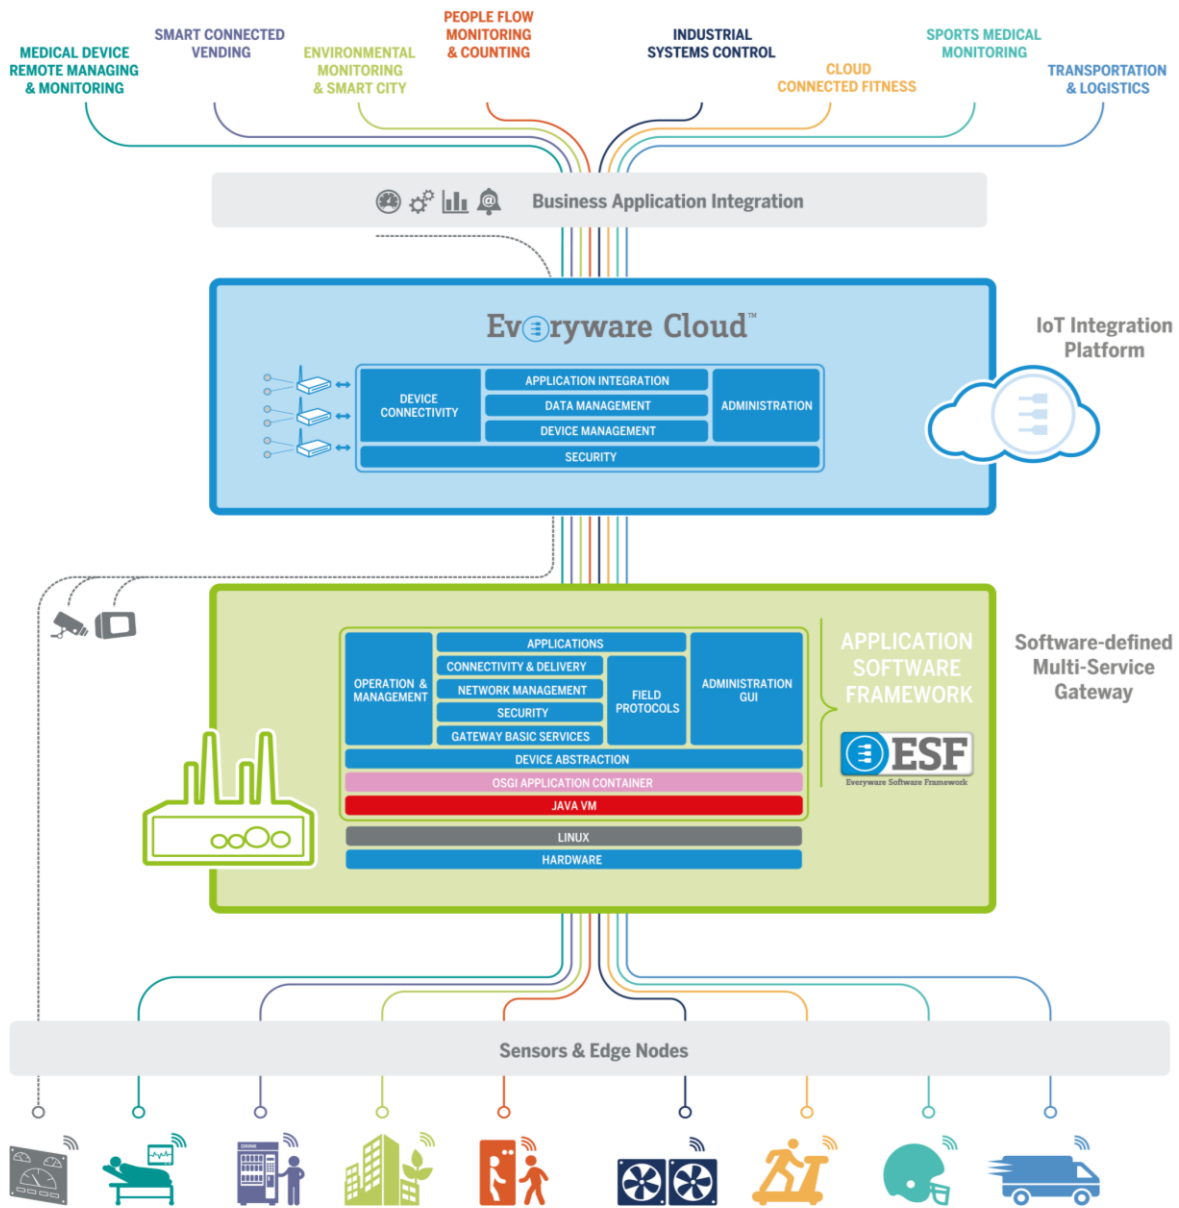 PEOPLE FLOW
MONITORING
& COUNTING
SMART CONNECTED
VENDING
INDUSTRIAL
SYSTEMS CONTROL
SPORTS MEDICAL
MONITORING
MEDICAL DEVICE
REMOTE MANAGING
& MONITORING
ENVIRONMENTAL
MONITORING
& SMART CITY
CLOUD
CONNECTED FITNESS
TRANSPORTATION
& LOGISTICS
@
Business Application Integration
Everyware Cloud™
IoT Integration
Platform
DEVICE
CONNECTIVITY
APPLICATION INTEGRATION
DATA MANAGEMENT
DEVICE MANAGEMENT
ADMINISTRATION
SECURITY
OPERATION &
MANAGEMENT
APPLICATIONS
CONNECTIVITY & DELIVERY
NETWORK MANAGEMENT
SECURITY
GATEWAY BASIC SERVICES
FIELD
PROTOCOLS
ADMINISTRATION
GUI
DEVICE ABSTRACTION
OSGI APPLICATION CONTAINER
JAVA VM
LINUX
HARDWARE
APPLICATION
SOFTWARE
FRAMEWORK
ESF
Everyware Software Framework
Software-defined
Multi-Service
Gateway
Sensors & Edge Nodes
DRINK